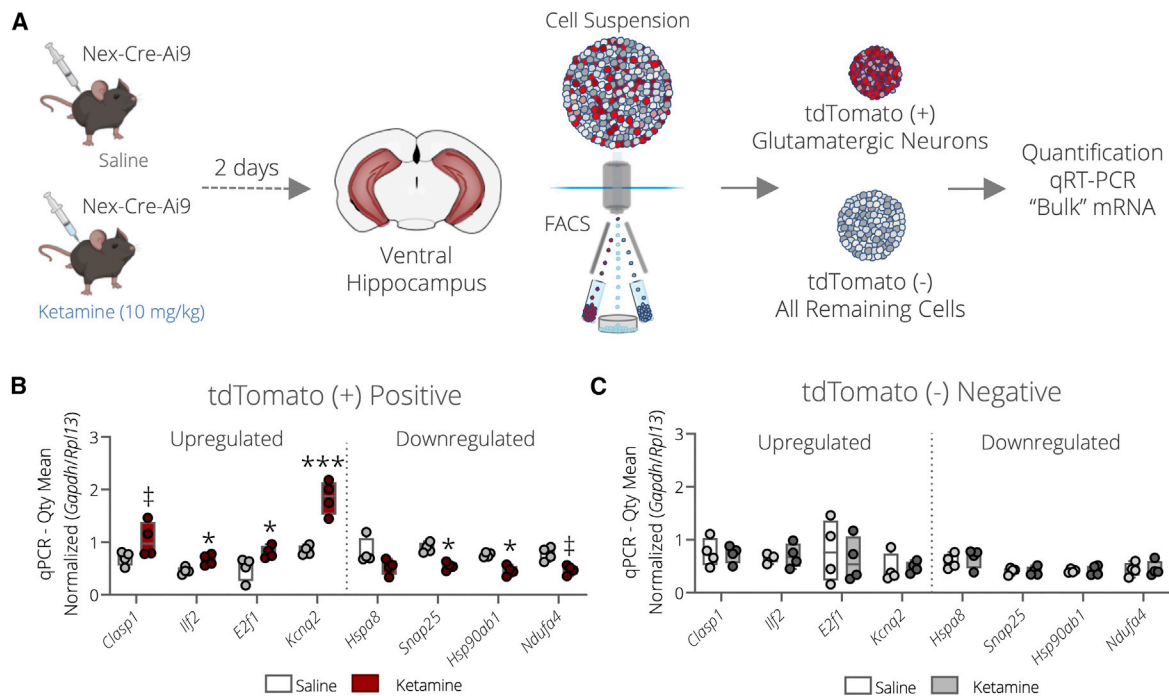 A
Nex-Cre-Ai9
Saline
Nex-Cre-Ai9
Ketamine (10 mg/kg)
2 days
Ventral
Hippocampus
Cell Suspension
FACS
tdTomato (+)
Glutamatergic Neurons
tdTomato (-)
All Remaining Cells
Quantification
qRT-PCR
“Bulk” mRNA
B
tdTomato (+) Positive
Upregulated
Downregulated
qPCR - Qty Mean
Normalized (Gapdh/Rpl13)
3
2
1
0
‡
*
*
***
*
*
‡
Clasp1
Ilf2
E2f1
Kcnq2
Hspa8
Snap25
Hsp90ab1
Ndufa4
Saline
Ketamine
C
tdTomato (-) Negative
Upregulated
Downregulated
qPCR - Qty Mean
Normalized (Gapdh/Rpl13)
3
2
1
0
Clasp1
Ilf2
E2f1
Kcnq2
Hspa8
Snap25
Hsp90ab1
Ndufa4
Saline
Ketamine